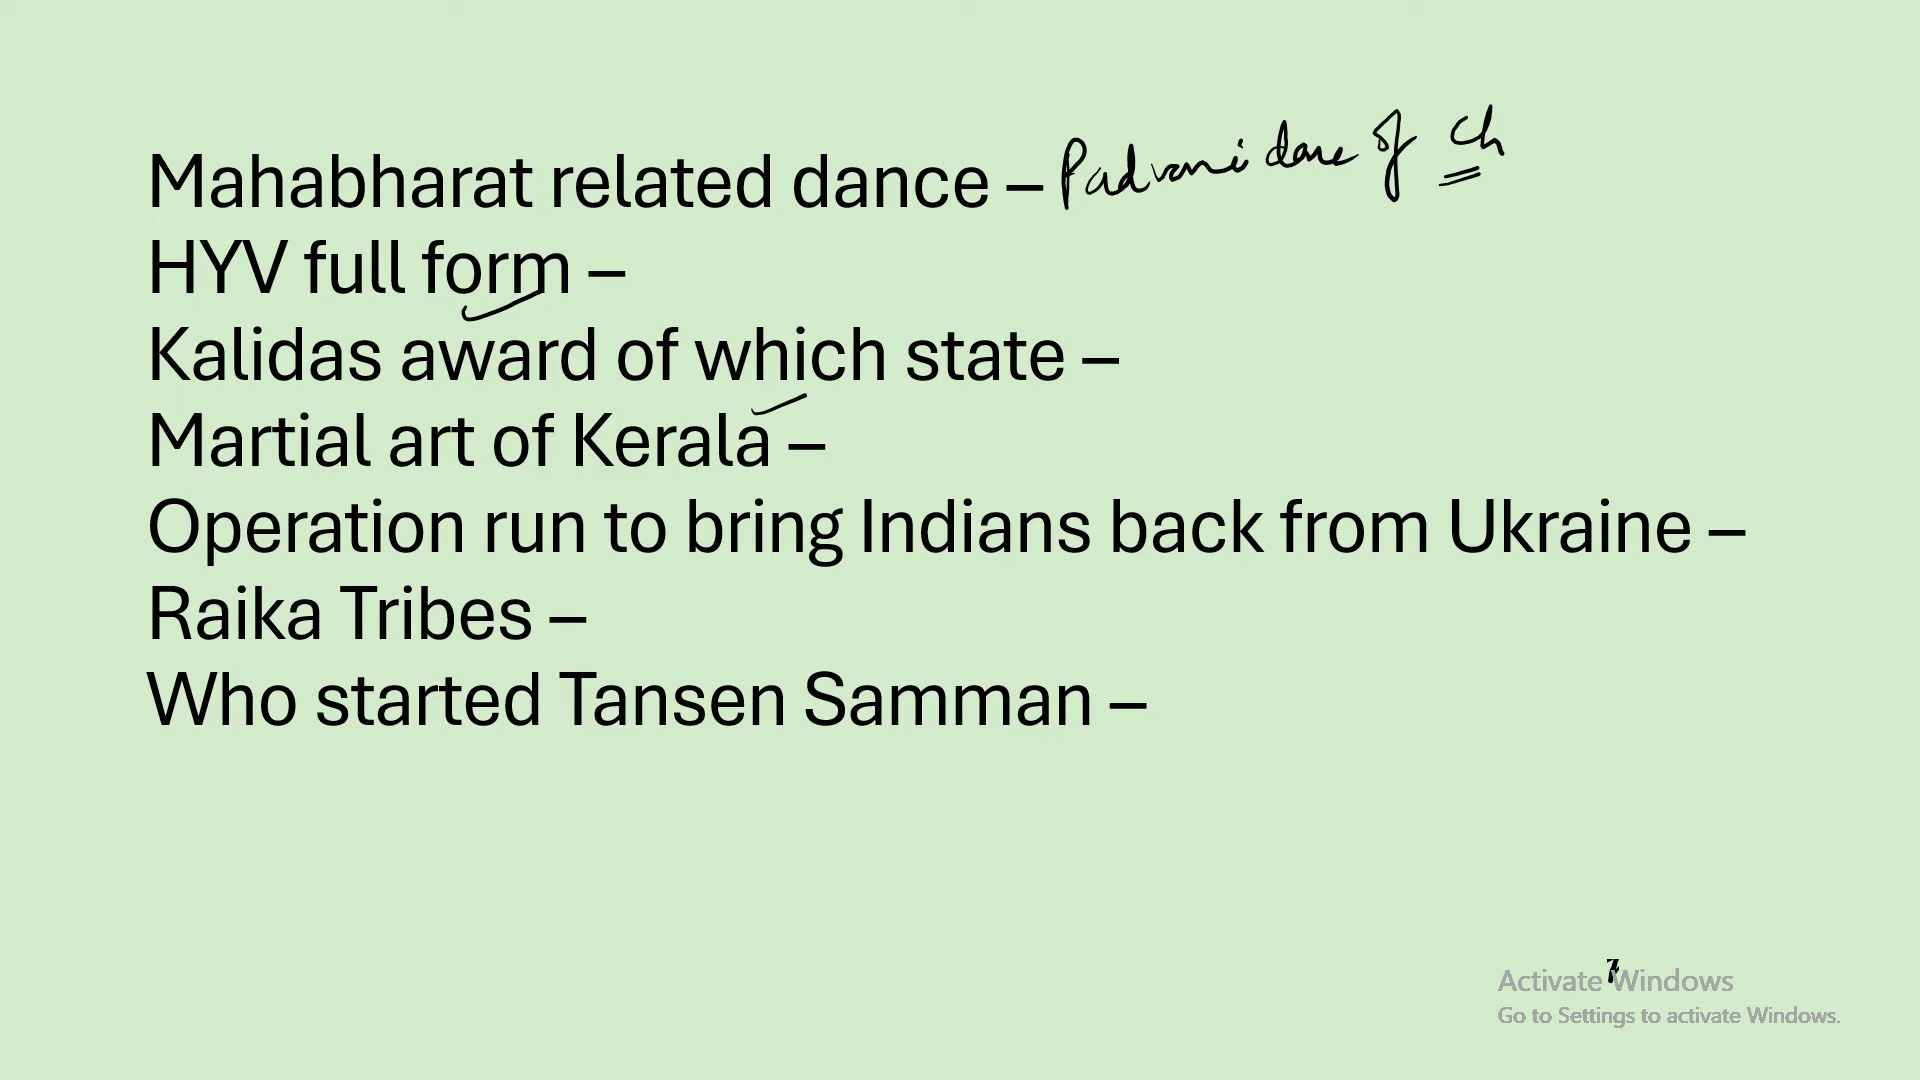 Mahabharat related dance – Padvani dance of Ch
HYV full form –
Kalidas award of which state –
Martial art of Kerala –
Operation run to bring Indians back from Ukraine –
Raika Tribes –
Who started Tansen Samman –
7
Activate Windows
Go to Settings to activate Windows.